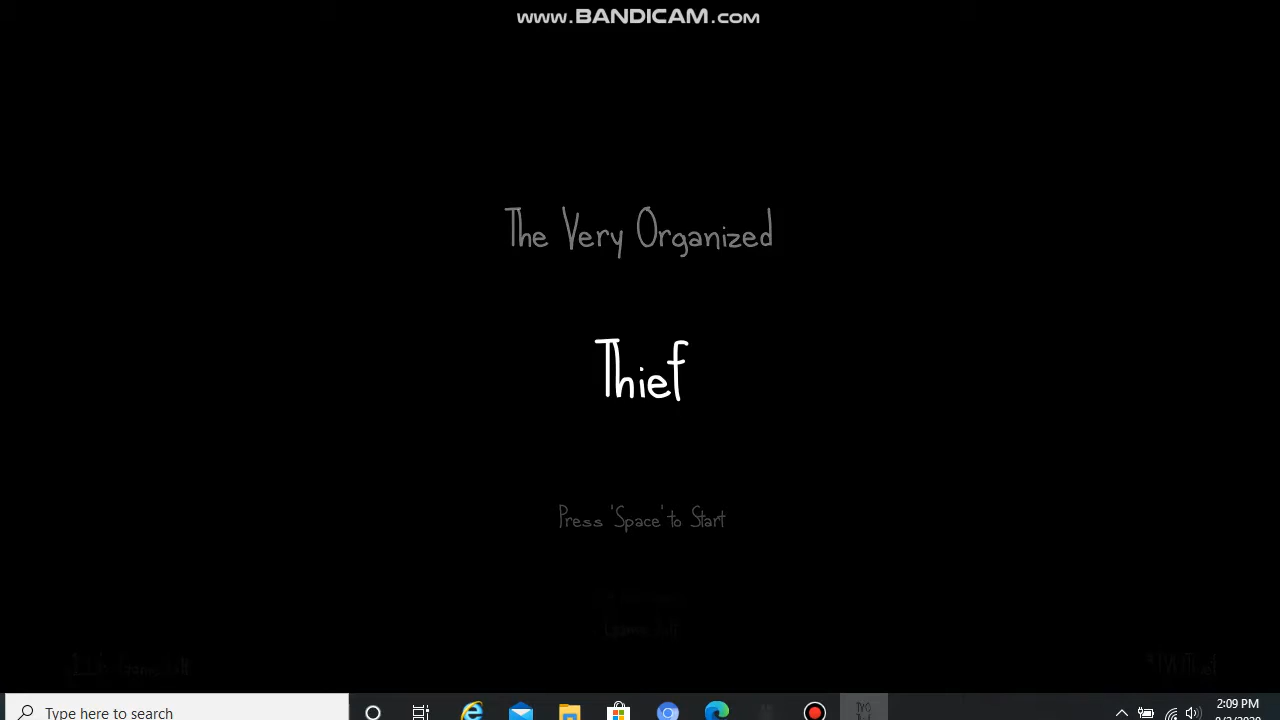 www.BANDICAM.com
The Very Organized
Thief
Press 'Space' to Start
Type here to search
2:09 PM